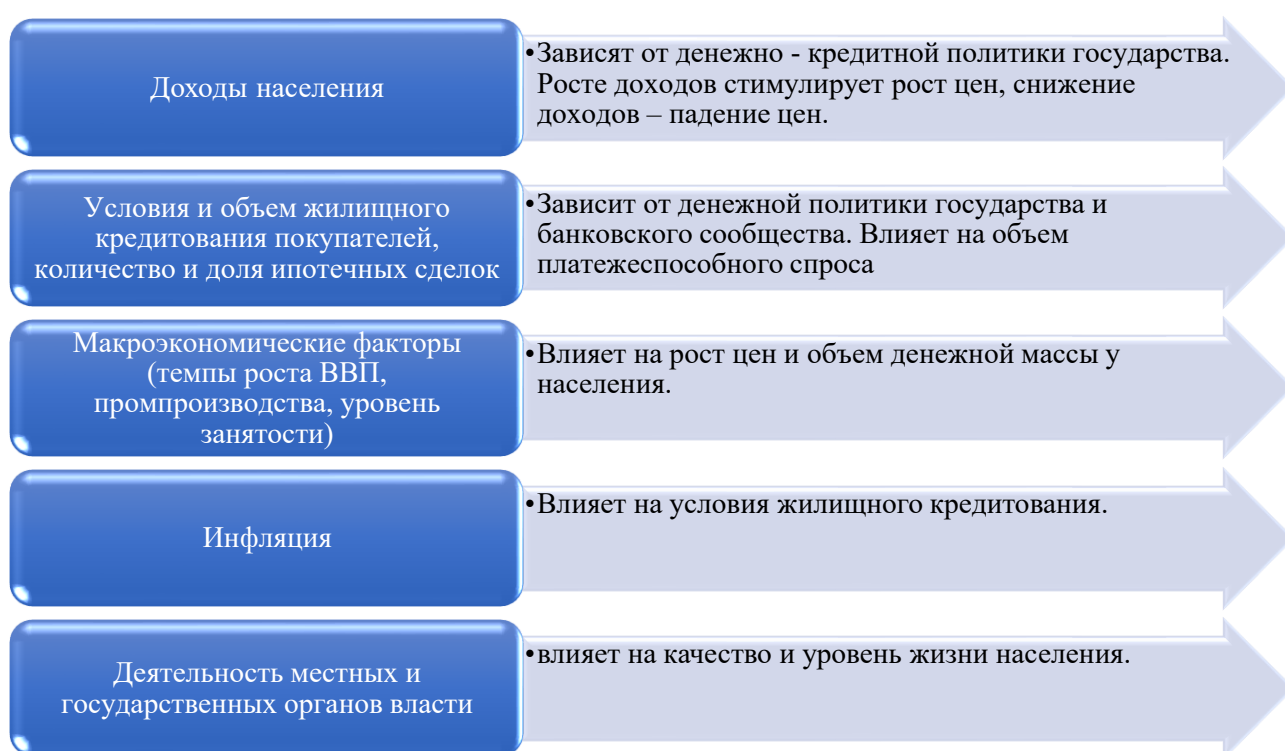 Доходы населения
•Зависят от денежно - кредитной политики государства.
Росте доходов стимулирует рост цен, снижение
доходов – падение цен.
Условия и объем жилищного
кредитования покупателей,
количество и доля ипотечных сделок
•Зависит от денежной политики государства и
банковского сообщества. Влияет на объем
платежеспособного спроса
Макроэкономические факторы
(темпы роста ВВП,
промпроизводства, уровень
занятости)
•Влияет на рост цен и объем денежной массы у
населения.
Инфляция
•Влияет на условия жилищного кредитования.
Деятельность местных и
государственных органов власти
•влияет на качество и уровень жизни населения.